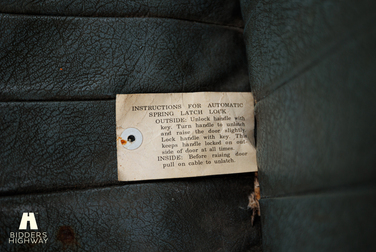 INSTRUCTIONS FOR AUTOMATIC
SPRING LATCH LOCK
OUTSIDE: Unlock handle with
key. Turn handle to unlatch
and raise the door slightly.
Lock handle with key. This
keeps handle locked on out
side of door at all times.
INSIDE: Before raising door
pull on cable to unlatch.
BIDDERS
HIGHWAY